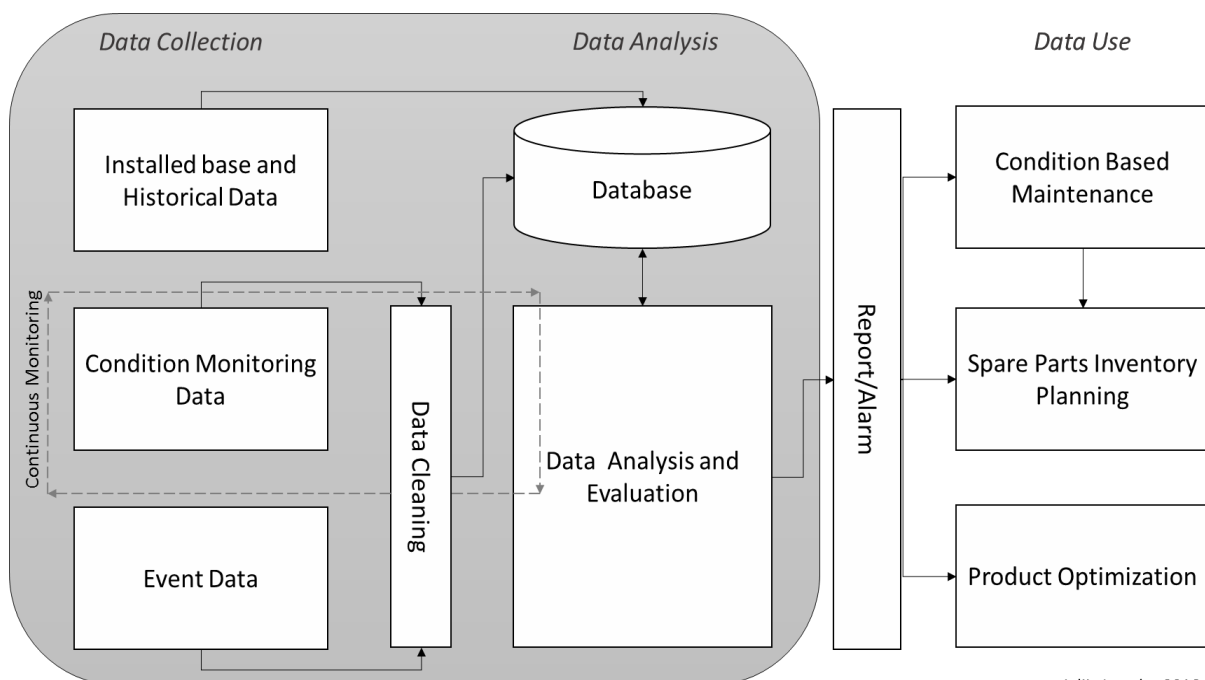 Data Collection
Data Analysis
Data Use
Installed base and
Historical Data
Database
Condition Based
Maintenance
Continuous Monitoring
Condition Monitoring
Data
Data Cleaning
Data Analysis and
Evaluation
Report/Alarm
Spare Parts Inventory
Planning
Event Data
Product Optimization